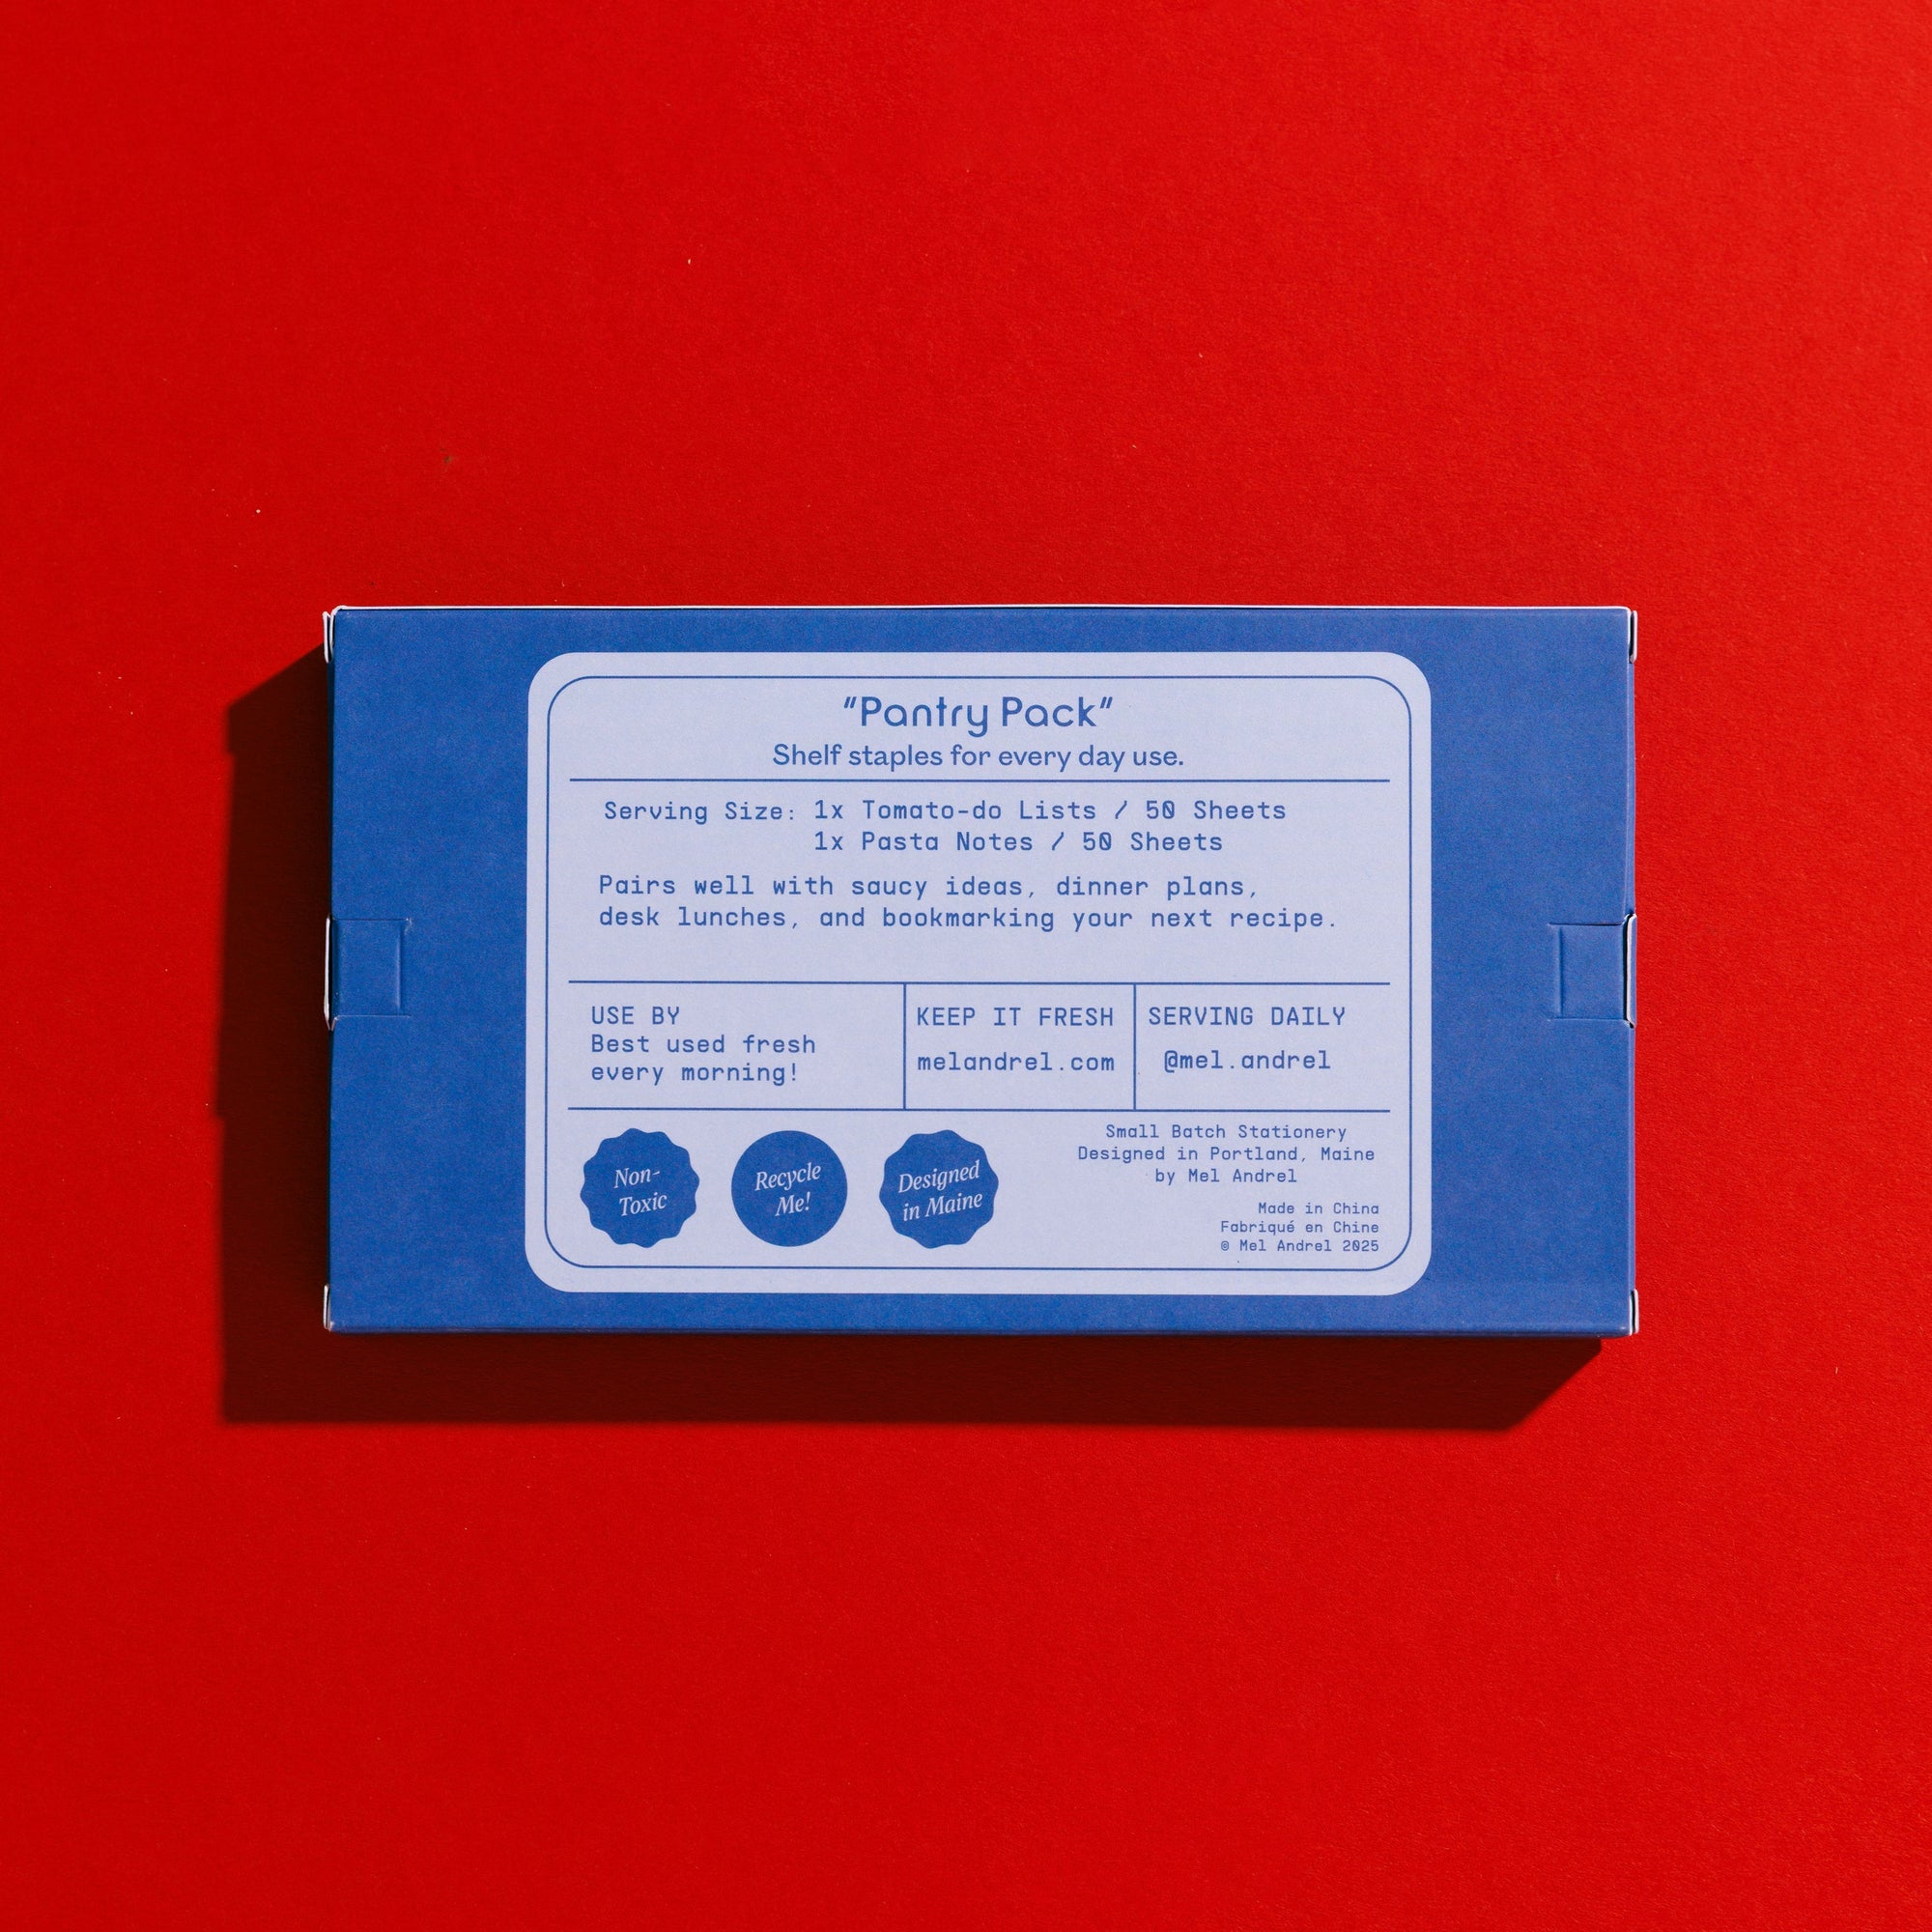 "Pantry Pack"
Shelf staples for every day use.
Serving Size: 1x Tomato-do Lists / 50 Sheets
1x Pasta Notes / 50 Sheets
Pairs well with saucy ideas, dinner plans,
desk lunches, and bookmarking your next recipe.
USE BY
Best used fresh
every morning!
KEEP IT FRESH
melandrel.com
SERVING DAILY
@mel.andrel
Non-
Toxic
Recycle
Me!
Designed
in Maine
Small Batch Stationery
Designed in Portland, Maine
by Mel Andrel
Made in China
Fabriqué en Chine
© Mel Andrel 2025